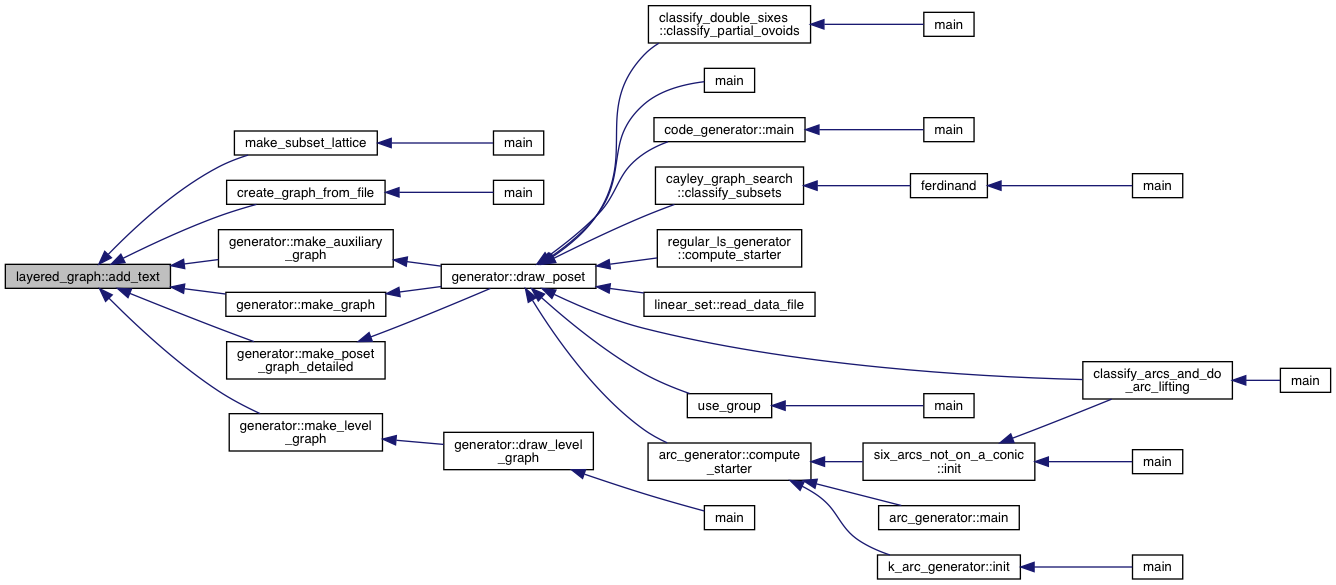 classify_double_sixes
::classify_partial_ovoids
main
main
make_subset_lattice
main
code_generator::main
main
create_graph_from_file
main
cayley_graph_search
::classify_subsets
ferdinand
main
generator::make_auxiliary
_graph
regular_ls_generator
::compute_starter
layered_graph::add_text
generator::draw_poset
generator::make_graph
linear_set::read_data_file
generator::make_poset
_graph_detailed
classify_arcs_and_do
_arc_lifting
main
use_group
main
generator::make_level
_graph
generator::draw_level
_graph
arc_generator::compute
_starter
six_arcs_not_on_a_conic
::init
main
main
arc_generator::main
k_arc_generator::init
main